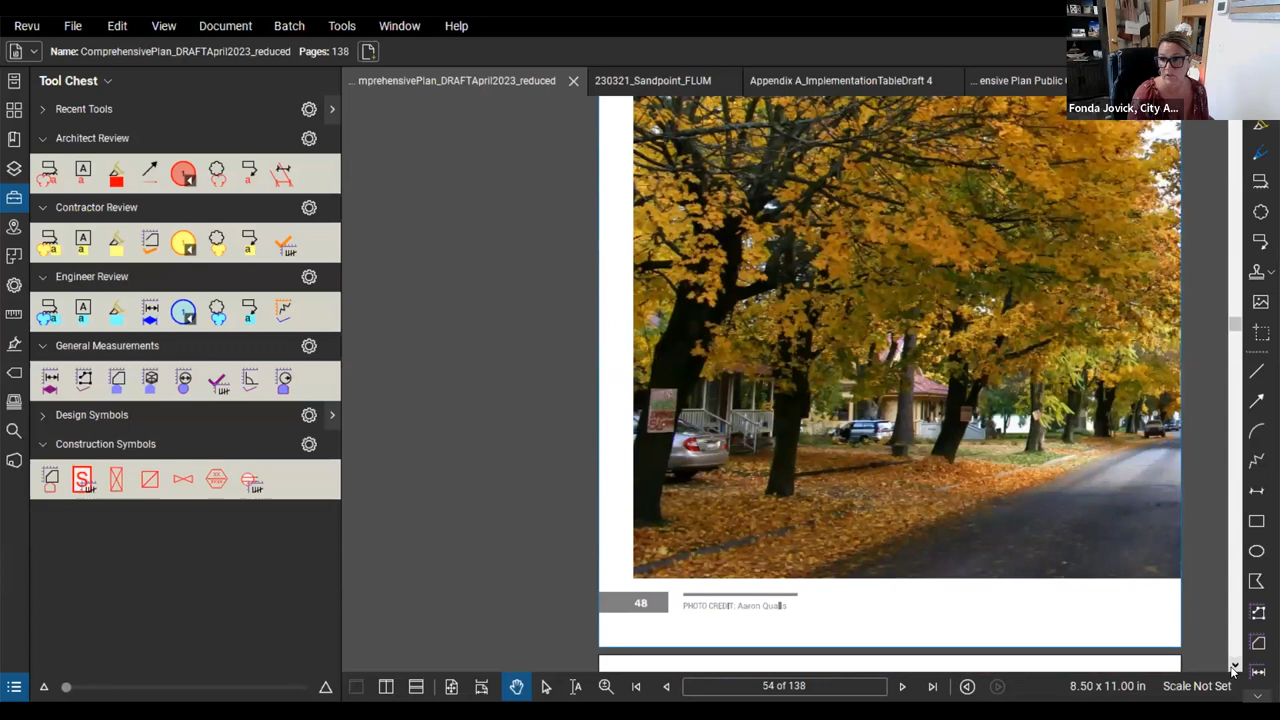 Revu File Edit View Document Batch Tools Window Help
Name: ComprehensivePlan_DRAFTApril2023_reduced Pages: 138
Fonda Jovick, City A...
Tool Chest
... mprehensivePlan_DRAFTApril2023_reduced
230321_Sandpoint_FLUM
Appendix A_ImplementationTableDraft 4
... ensive Plan Public
Recent Tools
Architect Review
Contractor Review
Engineer Review
General Measurements
Design Symbols
Construction Symbols
48
PHOTO CREDIT: Aaron Qualls
54 of 138
8.50 x 11.00 in
Scale Not Set